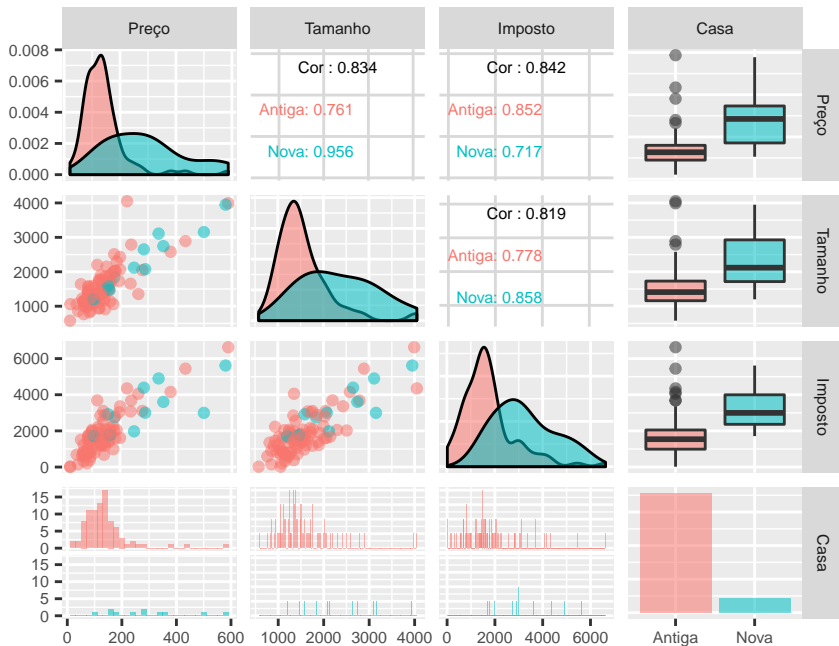 Preço Tamanho Imposto Casa
0.008
0.006
0.004
0.002
0.000
Cor : 0.834
Antiga: 0.761
Nova: 0.956
Cor : 0.842
Antiga: 0.852
Nova: 0.717
Preço
4000
3000
2000
1000
Cor : 0.819
Antiga: 0.778
Nova: 0.858
Tamanho
6000
4000
2000
0
Imposto
15
10
5
0
15
10
5
0
Casa
0 200 400 600 1000 2000 3000 4000 0 2000 4000 6000 Antiga Nova